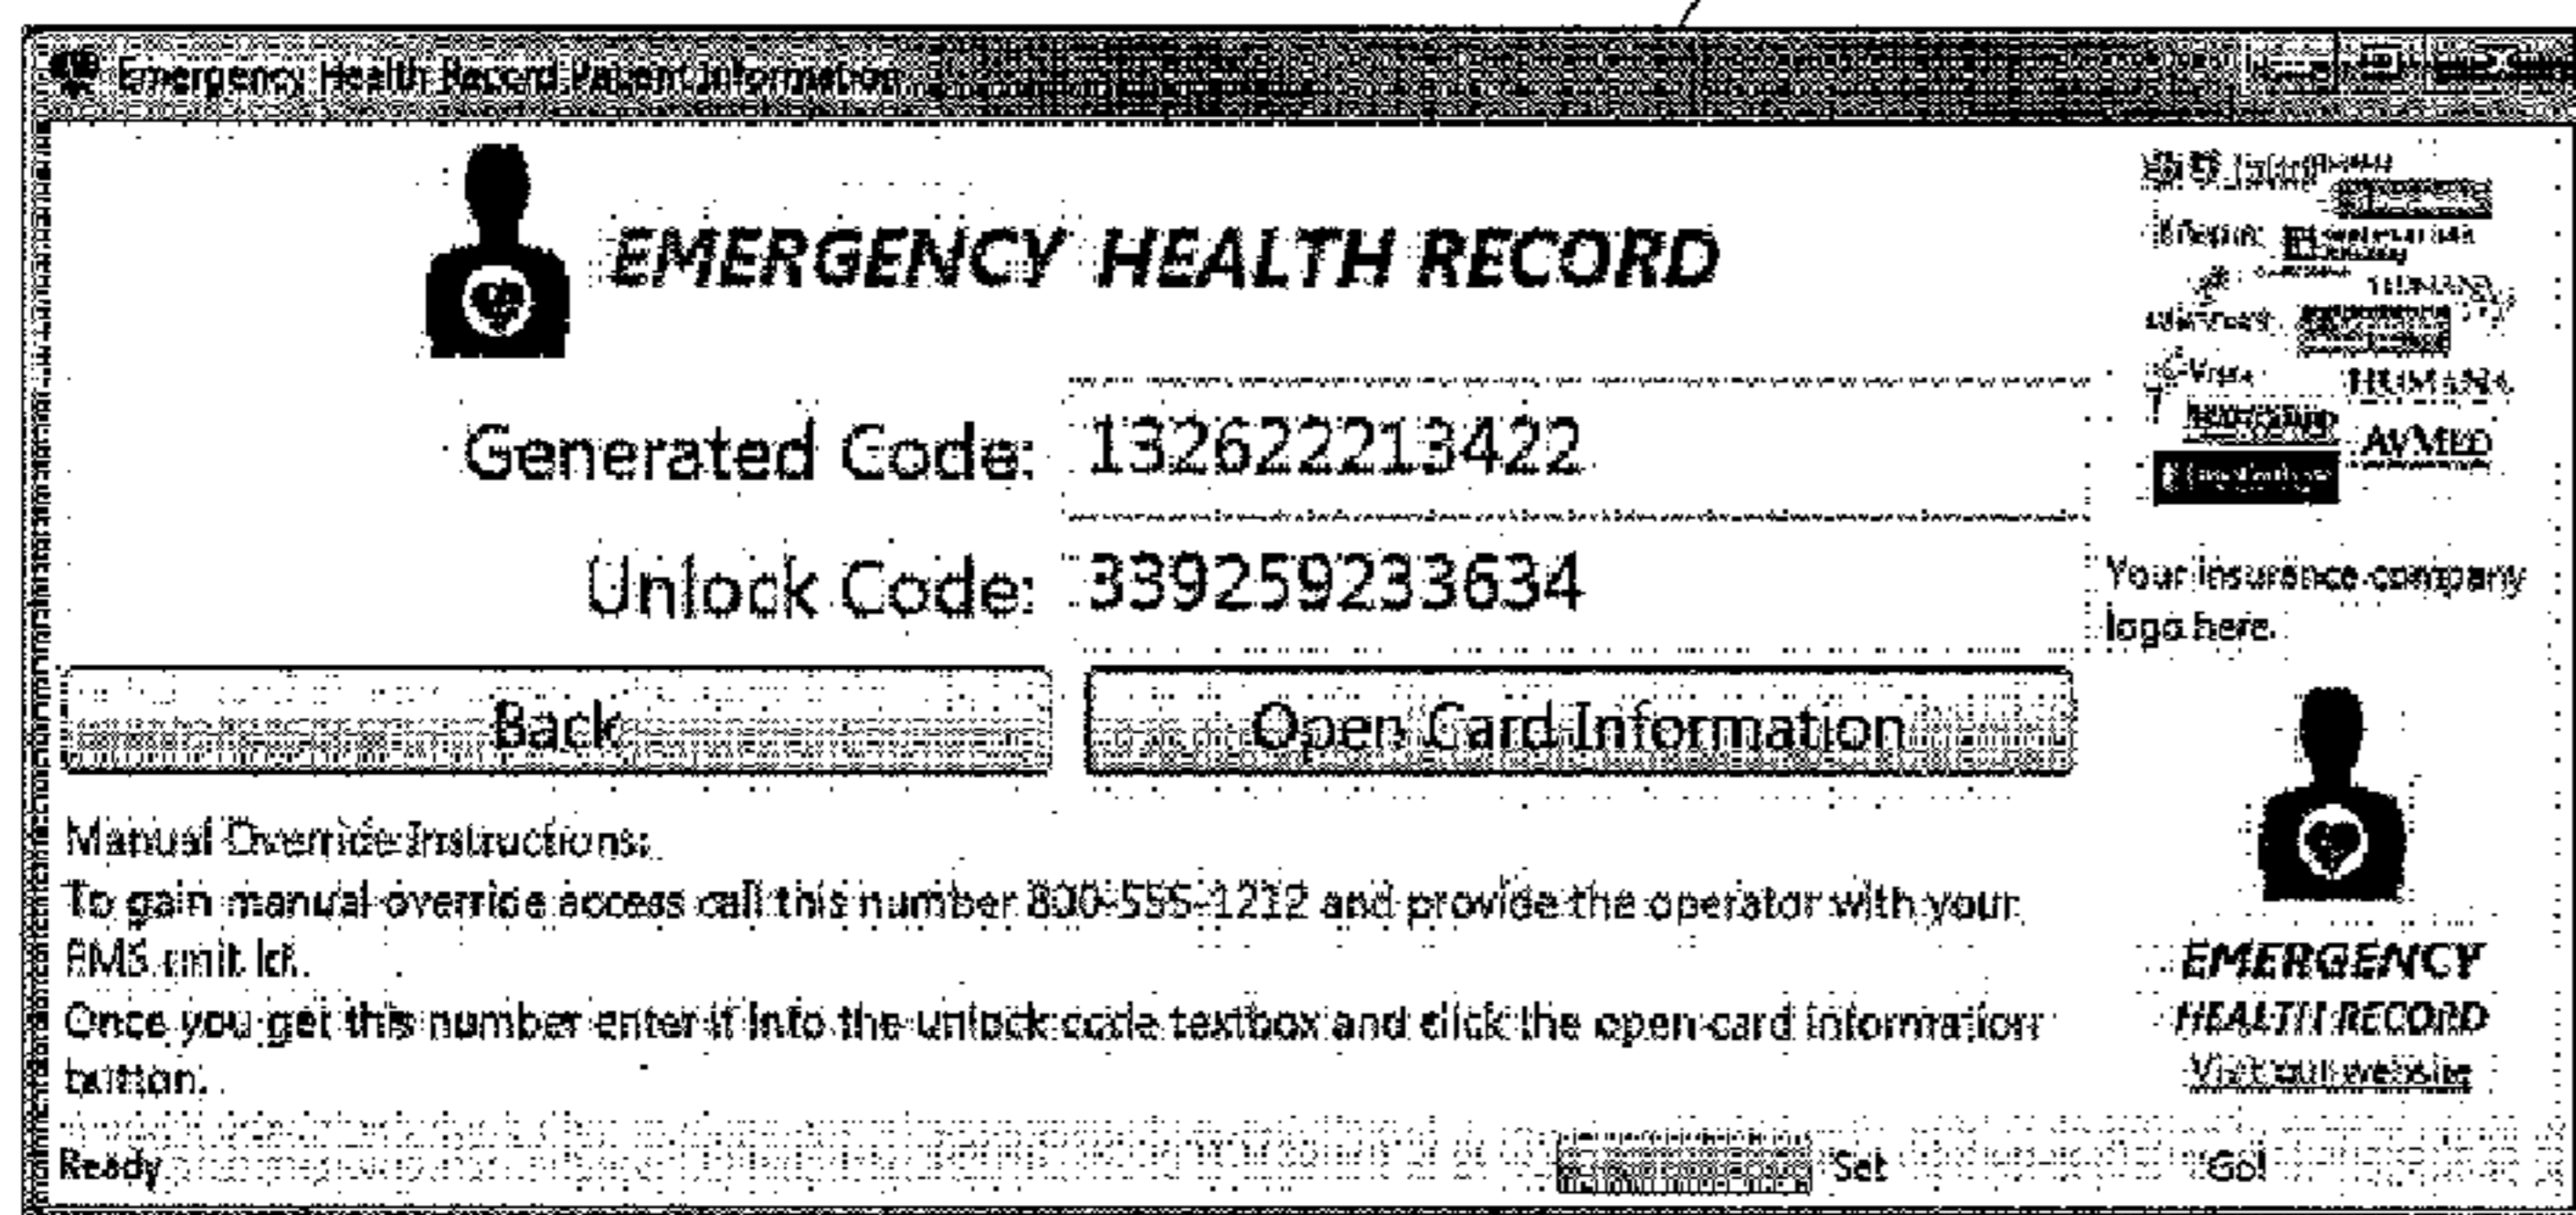 Emergency Health Record Patient Information
EMERGENCY HEALTH RECORD
Generated Code: 132622213422
Unlock Code: 339259233634
HUMANA
AVMED
Your insurance company
logo here.
Back
Open Card Information
Manual Override Instructions:
To gain manual override access call this number 800-555-1212 and provide the operator with your
EMS unit Id.
Once you get this number enter it into the unlock code textbox and click the open card information
button.
EMERGENCY
HEALTH RECORD
Visit our website
Ready
Set
Go!